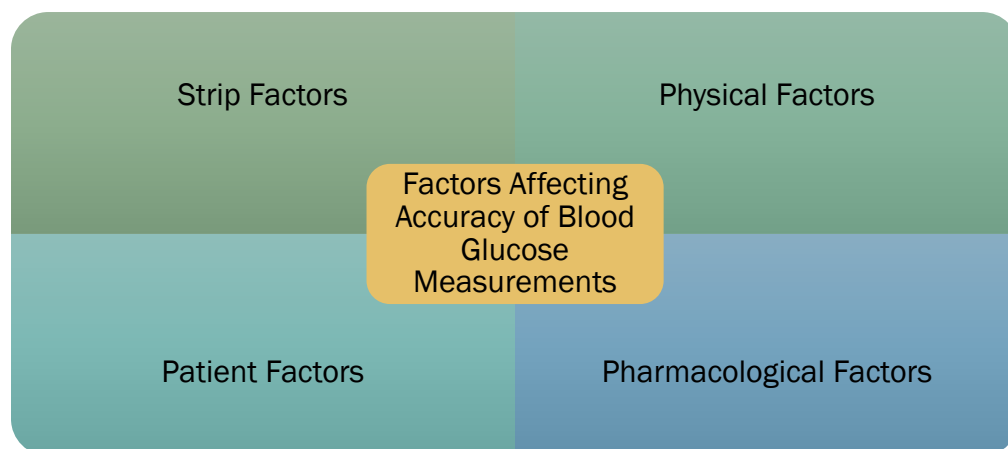 Strip Factors
Physical Factors
Factors Affecting
Accuracy of Blood
Glucose
Measurements
Patient Factors
Pharmacological Factors